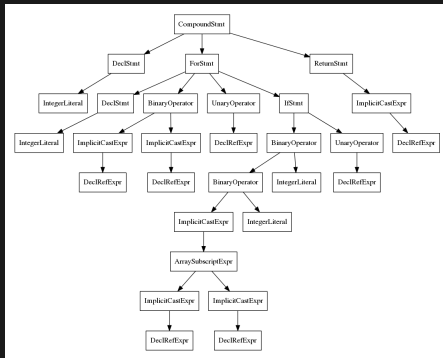 CompoundStmt
DeclStmt ForStmt ReturnStmt
IntegerLiteral DeclStmt BinaryOperator UnaryOperator IfStmt ImplicitCastExpr
IntegerLiteral ImplicitCastExpr ImplicitCastExpr DeclRefExpr BinaryOperator UnaryOperator DeclRefExpr
DeclRefExpr DeclRefExpr BinaryOperator IntegerLiteral DeclRefExpr
ImplicitCastExpr IntegerLiteral
ArraySubscriptExpr
ImplicitCastExpr ImplicitCastExpr
DeclRefExpr DeclRefExpr